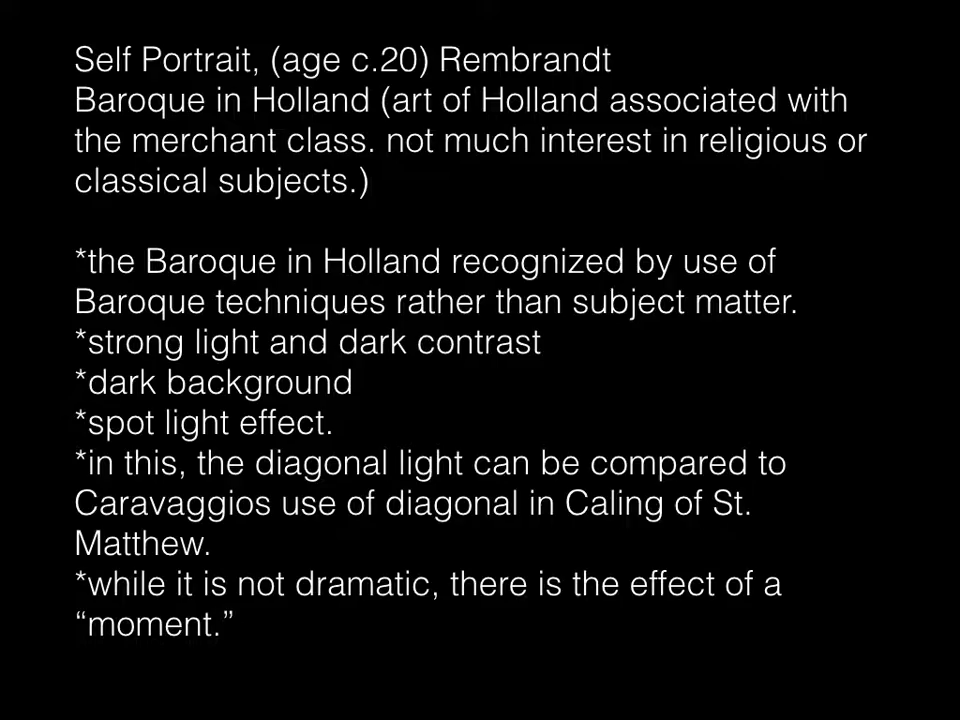 Self Portrait, (age c.20) Rembrandt
Baroque in Holland (art of Holland associated with
the merchant class. not much interest in religious or
classical subjects.)
*the Baroque in Holland recognized by use of
Baroque techniques rather than subject matter.
*strong light and dark contrast
*dark background
*spot light effect.
*in this, the diagonal light can be compared to
Caravaggios use of diagonal in Caling of St.
Matthew.
*while it is not dramatic, there is the effect of a
“moment.”